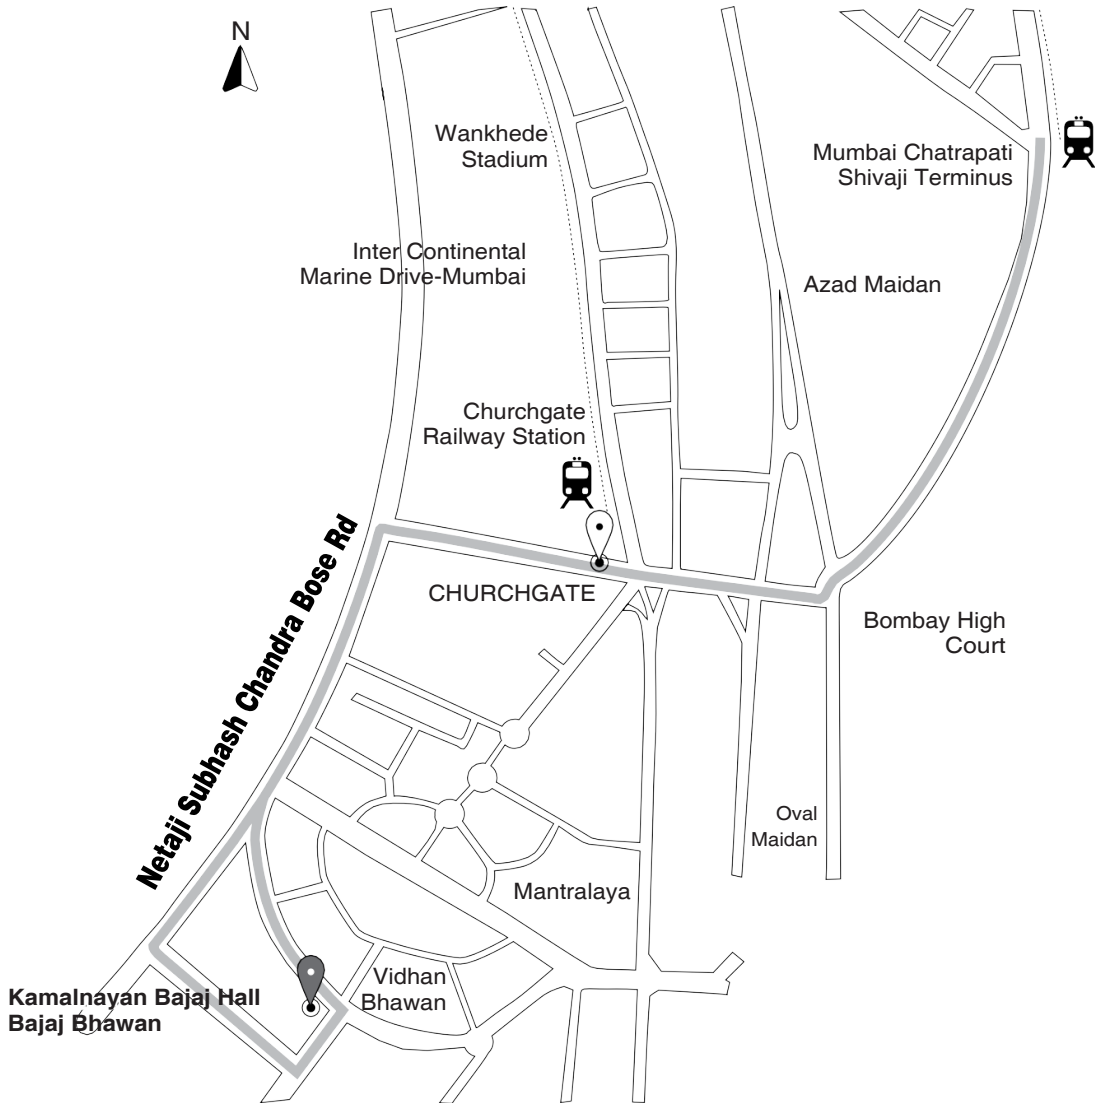 N
Wankhede
Stadium
Mumbai Chatrapati
Shivaji Terminus
Inter Continental
Marine Drive-Mumbai
Azad Maidan
Churchgate
Railway Station
Netaji Subhash Chandra Bose Rd
CHURCHGATE
Bombay High
Court
Oval
Maidan
Mantralaya
Vidhan
Bhawan
Kamalnayan Bajaj Hall
Bajaj Bhawan